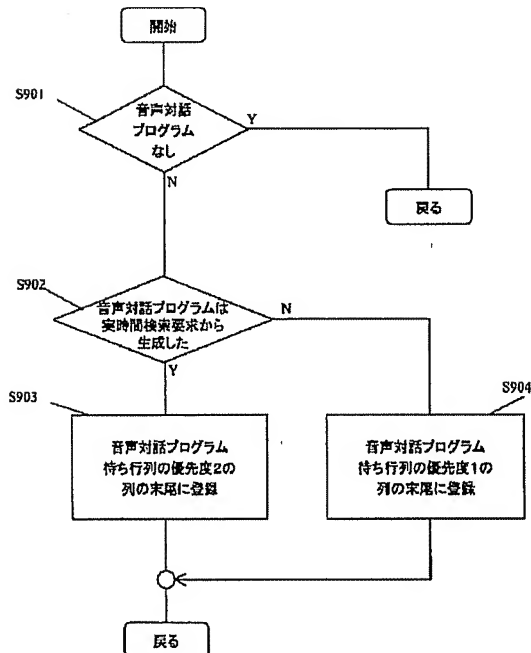 開始
S901
音声対話
プログラム
なし
Y
N
戻る
S902
音声対話プログラムは
実時間検索要求から
生成した
N
Y
S903
音声対話プログラム
待ち行列の優先度2の
列の末尾に登録
S904
音声対話プログラム
待ち行列の優先度1の
列の末尾に登録
戻る